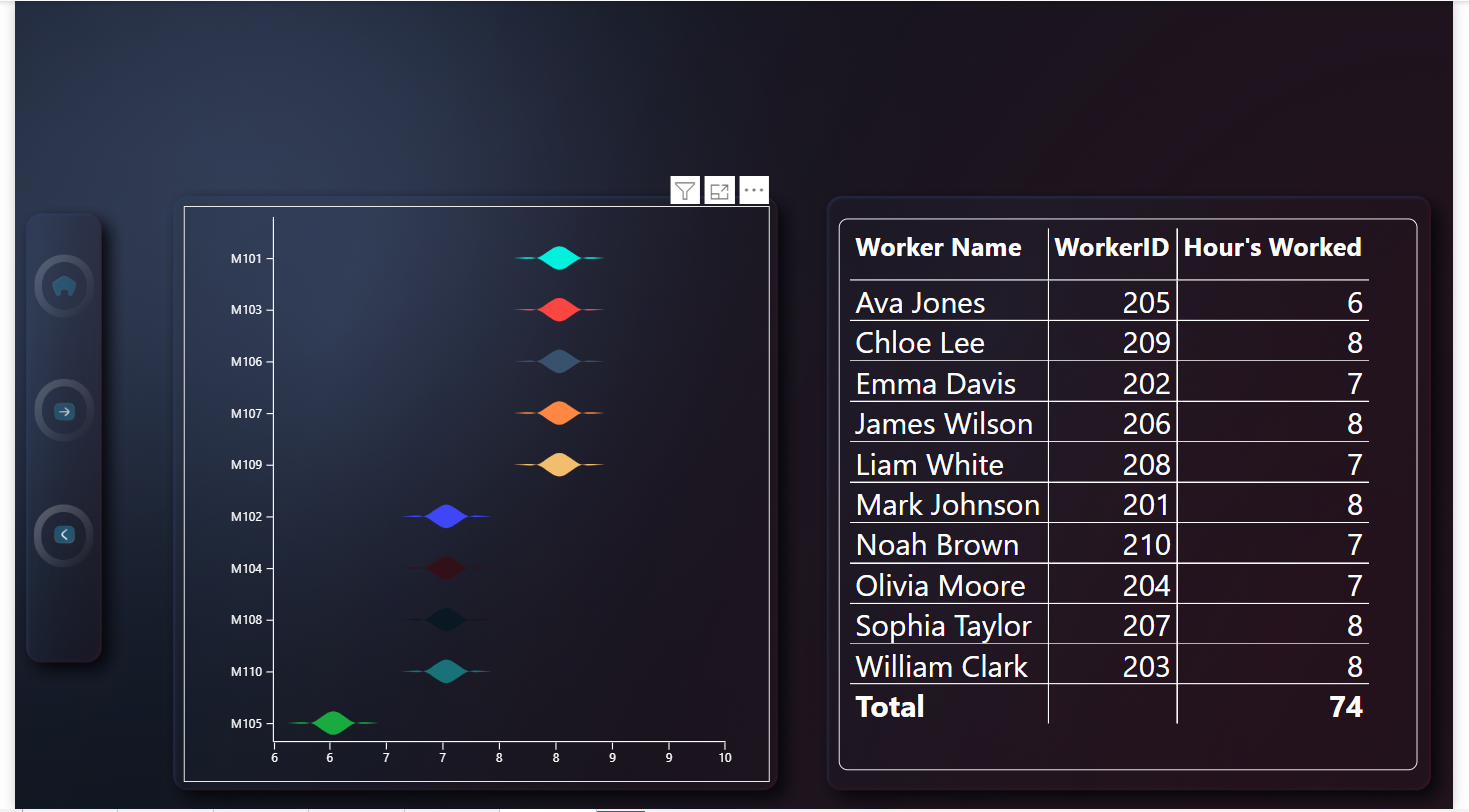 M101
M103
M106
M107
M109
M102
M104
M108
M110
M105
6 6 7 7 8 8 9 9 10
Worker Name WorkerID Hour's Worked
Ava Jones 205 6
Chloe Lee 209 8
Emma Davis 202 7
James Wilson 206 8
Liam White 208 7
Mark Johnson 201 8
Noah Brown 210 7
Olivia Moore 204 7
Sophia Taylor 207 8
William Clark 203 8
Total 74